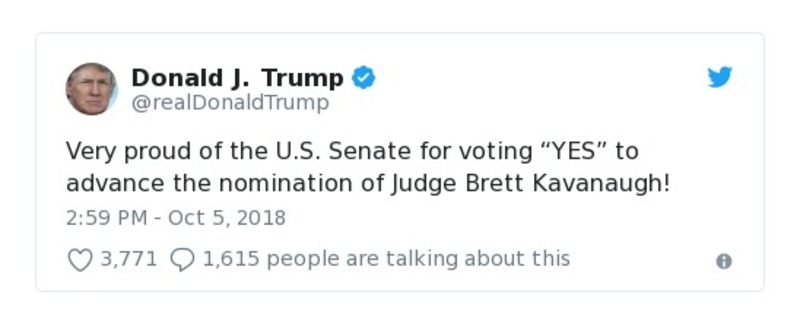 Donald J. Trump
@realDonaldTrump
Very proud of the U.S. Senate for voting “YES” to
advance the nomination of Judge Brett Kavanaugh!
2:59 PM - Oct 5, 2018
3,771 1,615 people are talking about this